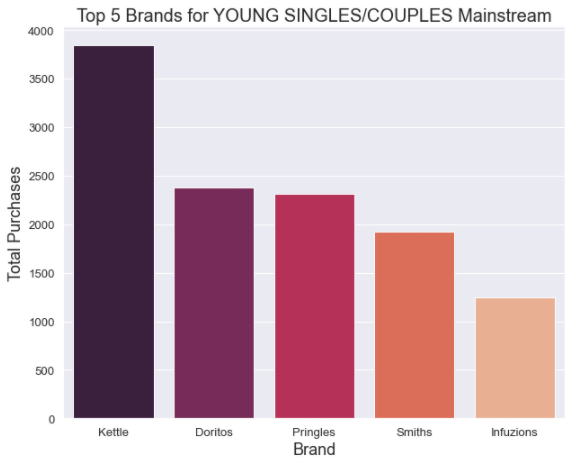 Top 5 Brands for YOUNG SINGLES/COUPLES Mainstream
4000
3500
3000
2500
2000
1500
1000
500
0
Total Purchases
Kettle Doritos Pringles Smiths Infuzions
Brand